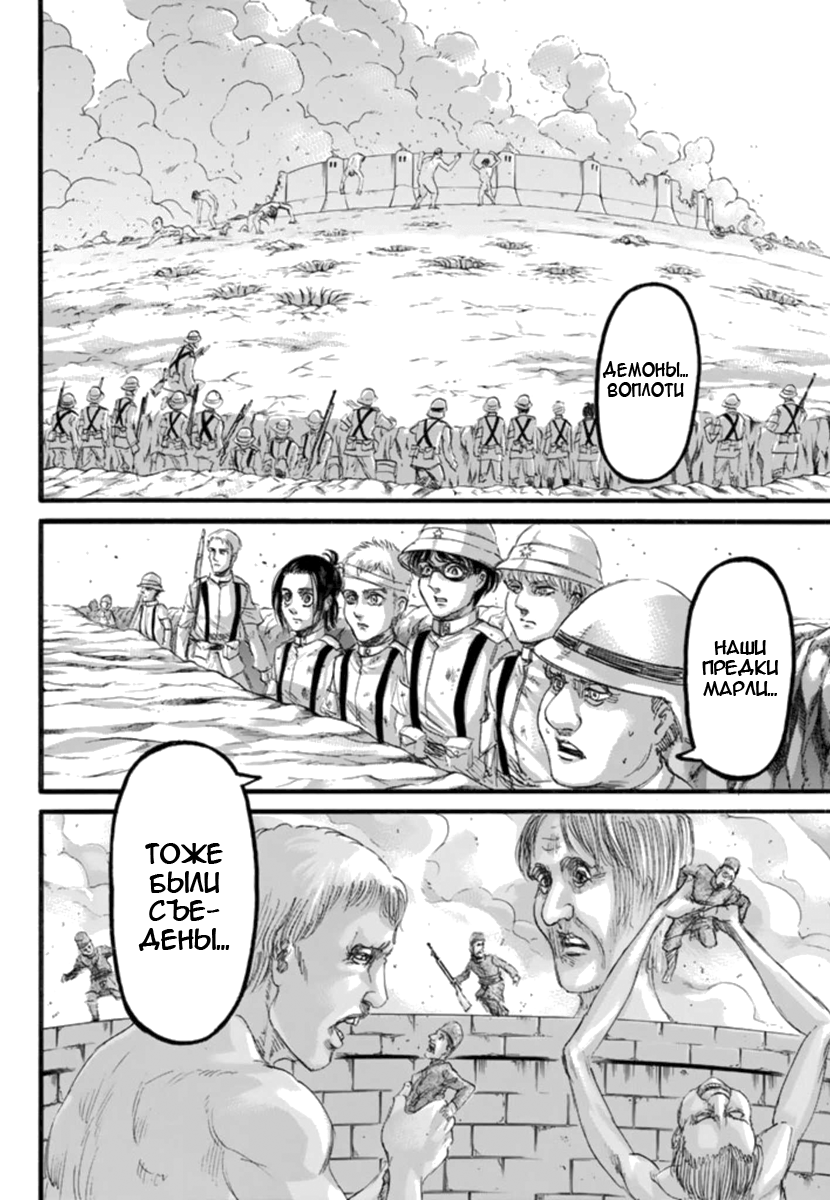 ДЕМОНЫ...
ВОПЛОТИ
НАШИ
ПРЕДКИ
МАРЛИ...
ТОЖЕ
БЫЛИ
СЪЕ-
ДЕНЫ...